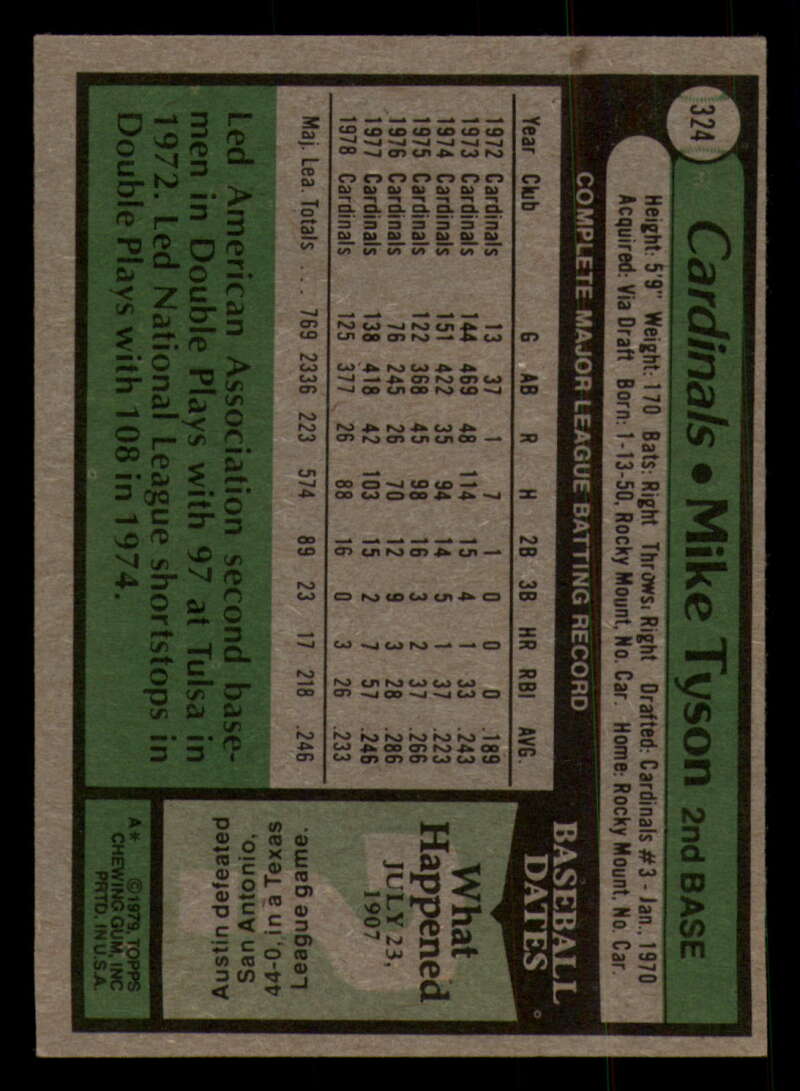 324
Cardinals • Mike Tyson 2nd BASE
Height: 5'9" Weight: 170 Bats: Right Throws: Right Drafted: Cardinals #3 - Jan., 1970
Acquired: Via Draft Born: 1-13-50, Rocky Mount, No. Car. Home: Rocky Mount, No. Car.
COMPLETE MAJOR LEAGUE BATTING RECORD
Year Club G AB R H 2B 3B HR RBI AVG.
1972 Cardinals 13 37 1 7 1 0 0 0 .189
1973 Cardinals 144 469 48 114 15 4 1 33 .243
1974 Cardinals 151 422 35 94 14 5 1 37 .223
1975 Cardinals 122 368 45 98 16 3 2 37 .266
1976 Cardinals 76 245 26 70 12 9 3 28 .286
1977 Cardinals 138 418 42 103 15 2 7 57 .246
1978 Cardinals 125 377 26 88 16 0 3 26 .233
Maj. Lea. Totals . . . 769 2336 223 574 89 23 17 218 .246
Led American Association second base-
men in Double Plays with 97 at Tulsa in
1972. Led National League shortstops in
Double Plays with 108 in 1974.
BASEBALL
DATES
What
Happened
JULY 23,
1907
Austin defeated
San Antonio,
44-0, in a Texas
League game.
A* ©1979, TOPPS
CHEWING GUM, INC
PRTD. IN U.S.A.